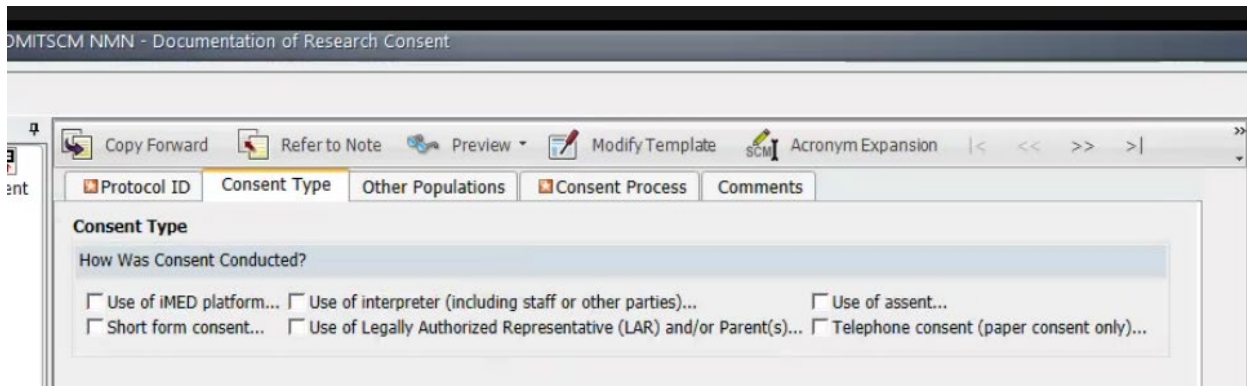 OMITSCM NMN - Documentation of Research Consent
Copy Forward Refer to Note Preview Modify Template SCM Acronym Expansion |< << >> >|
ent Protocol ID Consent Type Other Populations Consent Process Comments
Consent Type
How Was Consent Conducted?
Use of iMED platform... Use of interpreter (including staff or other parties)... Use of assent...
Short form consent... Use of Legally Authorized Representative (LAR) and/or Parent(s)... Telephone consent (paper consent only)...